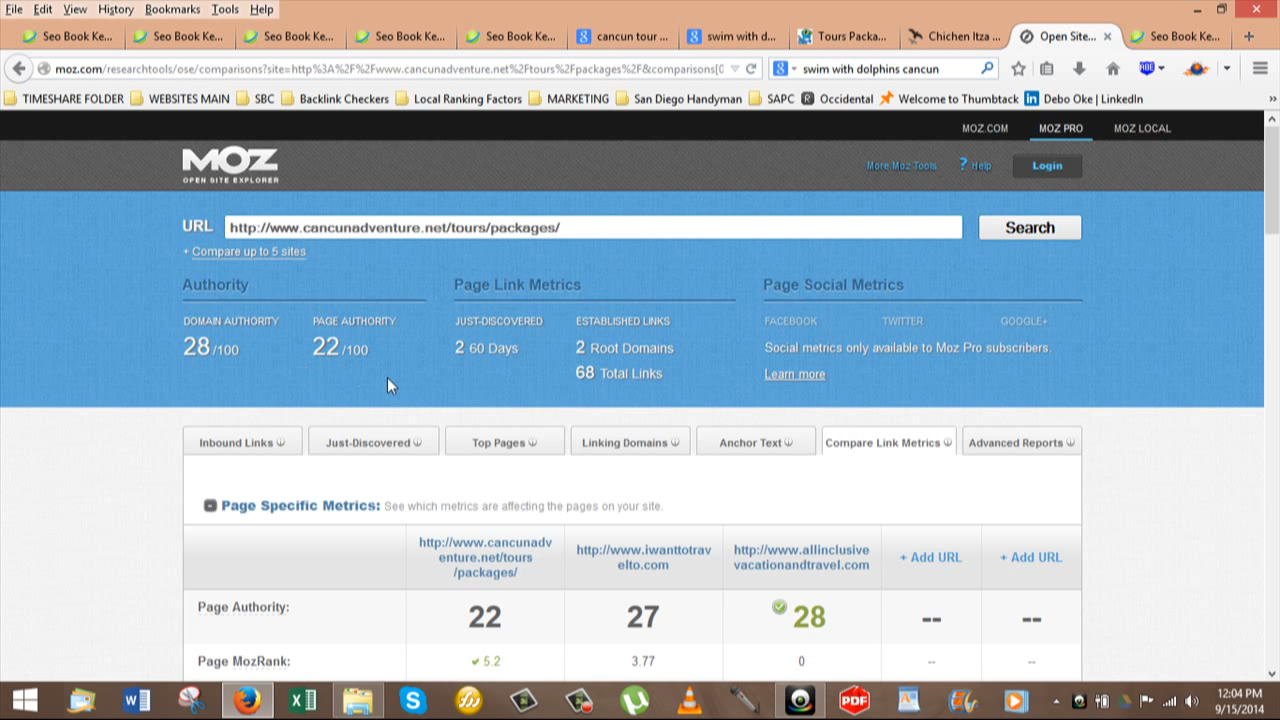 File Edit View History Bookmarks Tools Help
Seo Book Ke... Seo Book Ke... Seo Book Ke... Seo Book Ke... Seo Book Ke... cancun tour ... swim with d... Tours Packa... Chichen Itza ... Open Site... Seo Book Ke...
moz.com/researchtools/ose/comparisons?site=http%3A%2F%2Fwww.cancunadventure.net%2Ftours%2Fpackages%2F&comparisons[0 swim with dolphins cancun
TIMESHARE FOLDER WEBSITES MAIN SBC Backlink Checkers Local Ranking Factors MARKETING San Diego Handyman SAPC Occidental Welcome to Thumbtack Debo Oke | LinkedIn »
MOZ.COM MOZ PRO MOZ LOCAL
MOZ
OPEN SITE EXPLORER
More Moz Tools ? Help Login
URL http://www.cancunadventure.net/tours/packages/ Search
+ Compare up to 5 sites
Authority Page Link Metrics Page Social Metrics
DOMAIN AUTHORITY PAGE AUTHORITY JUST-DISCOVERED ESTABLISHED LINKS FACEBOOK TWITTER GOOGLE+
28/100 22/100 2 60 Days 2 Root Domains Social metrics only available to Moz Pro subscribers.
68 Total Links Learn more
Inbound Links Just-Discovered Top Pages Linking Domains Anchor Text Compare Link Metrics Advanced Reports
Page Specific Metrics: See which metrics are affecting the pages on your site.
http://www.cancunadv
enture.net/tours
/packages/
http://www.iwanttotrav
elto.com
http://www.allinclusive
vacationandtravel.com
+ Add URL + Add URL
Page Authority: 22 27 28 -- --
Page MozRank: 5.2 3.77 0 -- --
PDF
12:04 PM
9/15/2014